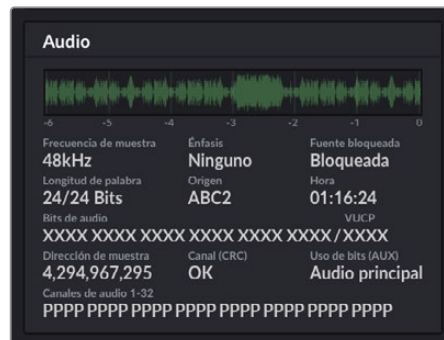 Audio
-6 -5 -4 -3 -2 -1 0
Frecuencia de muestra Énfasis Fuente bloqueada
48kHz Ninguno Bloqueada
Longitud de palabra Origen Hora
24/24 Bits ABC2 01:16:24
Bits de audio VUCP
XXXX XXXX XXXX XXXX XXXX XXXX/XXXX
Dirección de muestra Canal (CRC) Uso de bits (AUX)
4,294,967,295 OK Audio principal
Canales de audio 1-32
PPPP PPPP PPPP PPPP PPPP PPPP PPPP PPPP